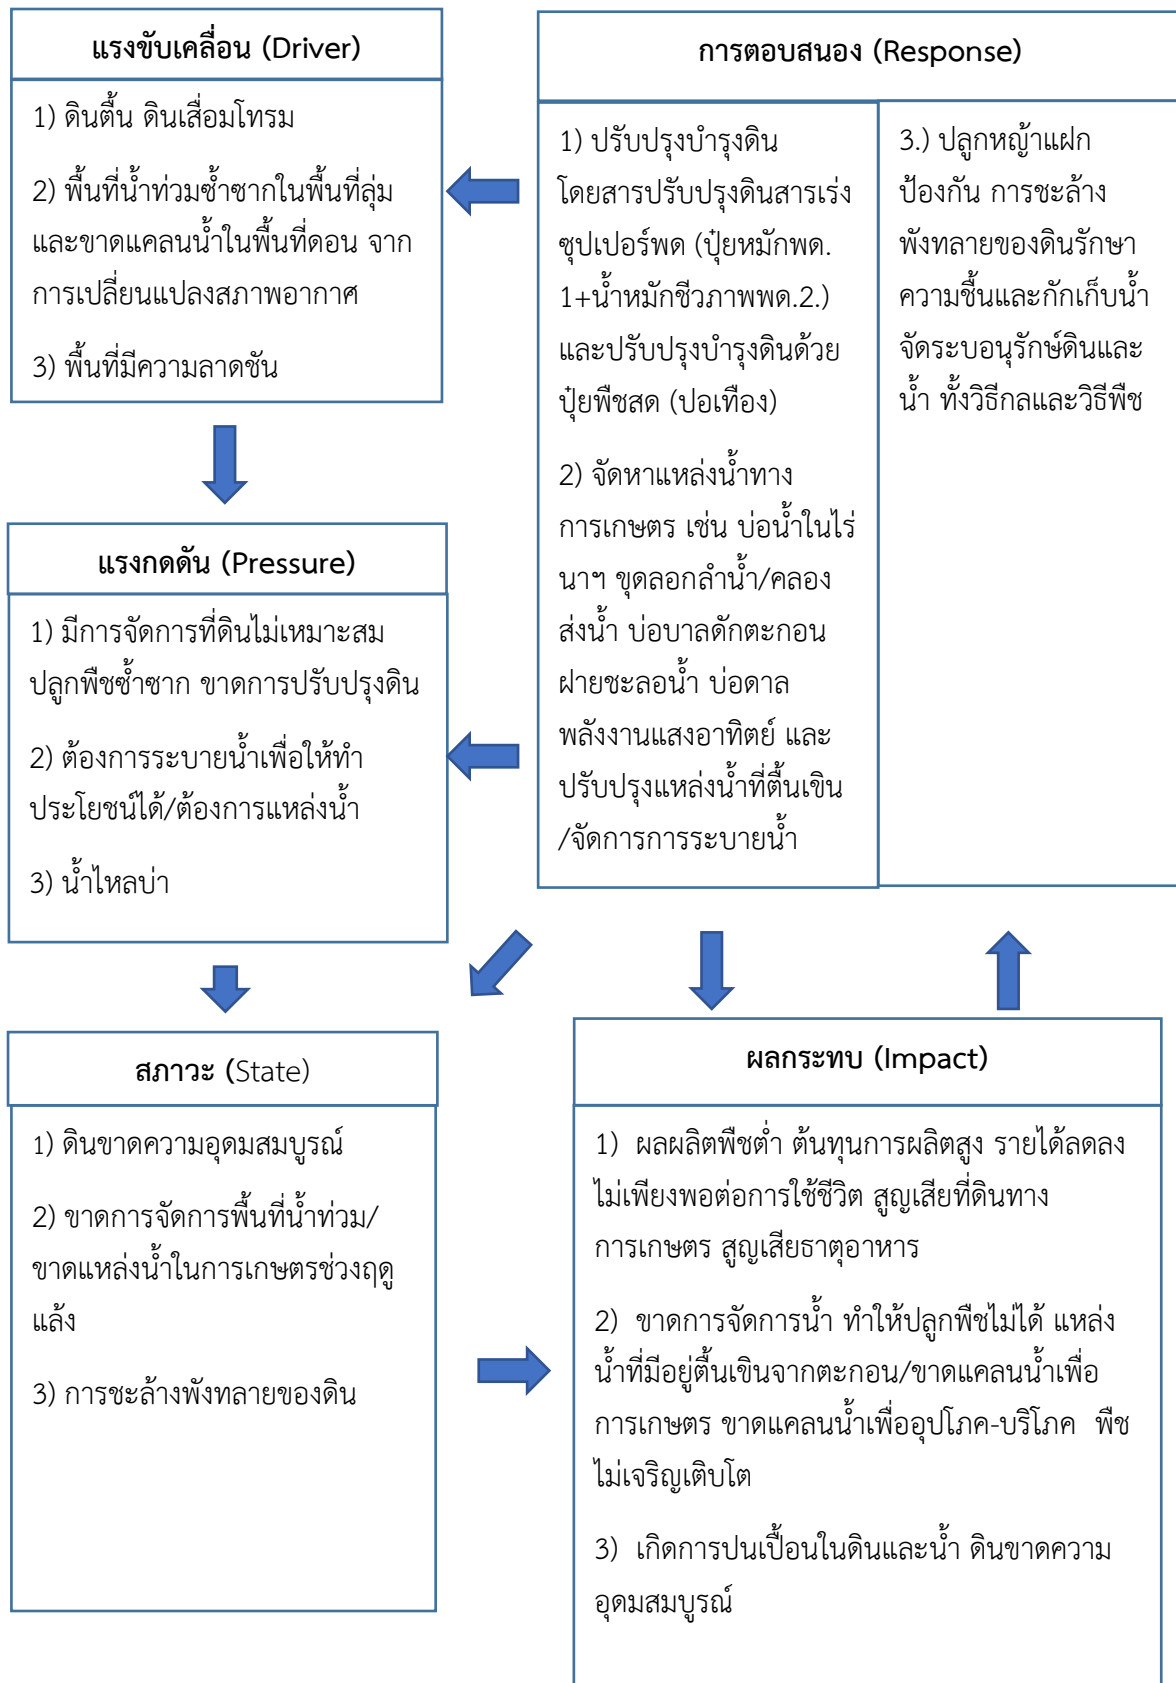 แรงขับเคลื่อน (Driver)
1) ดินตื้น ดินเสื่อมโทรม
2) พื้นที่น้ำท่วมซ้ำซากในพื้นที่ลุ่ม
และขาดแคลนน้ำในพื้นที่ดอน จาก
การเปลี่ยนแปลงสภาพอากาศ
3) พื้นที่มีความลาดชัน
การตอบสนอง (Response)
1) ปรับปรุงบำรุงดิน
โดยสารปรับปรุงดินสารเร่ง
ซุปเปอร์พด (ปุ๋ยหมักพด.
1+น้ำหมักชีวภาพพด.2.)
และปรับปรุงบำรุงดินด้วย
ปุ๋ยพืชสด (ปอเทือง)
2) จัดหาแหล่งน้ำทาง
การเกษตร เช่น บ่อน้ำในไร่
นาฯ ขุดลอกลำน้ำ/คลอง
ส่งน้ำ บ่อบาลดักตะกอน
ฝายชะลอน้ำ บ่อดาล
พลังงานแสงอาทิตย์ และ
ปรับปรุงแหล่งน้ำที่ตื้นเขิน
/จัดการการระบายน้ำ
3.) ปลูกหญ้าแฝก
ป้องกัน การชะล้าง
พังทลายของดินรักษา
ความชื้นและกักเก็บน้ำ
จัดระบอนุรักษ์ดินและ
น้ำ ทั้งวิธีกลและวิธีพืช
แรงกดดัน (Pressure)
1) มีการจัดการที่ดินไม่เหมาะสม
ปลูกพืชซ้ำซาก ขาดการปรับปรุงดิน
2) ต้องการระบายน้ำเพื่อให้ทำ
ประโยชน์ได้/ต้องการแหล่งน้ำ
3) น้ำไหลบ่า
สภาวะ (State)
1) ดินขาดความอุดมสมบูรณ์
2) ขาดการจัดการพื้นที่น้ำท่วม/
ขาดแหล่งน้ำในการเกษตรช่วงฤดู
แล้ง
3) การชะล้างพังทลายของดิน
ผลกระทบ (Impact)
1) ผลผลิตพืชต่ำ ต้นทุนการผลิตสูง รายได้ลดลง
ไม่เพียงพอต่อการใช้ชีวิต สูญเสียที่ดินทาง
การเกษตร สูญเสียธาตุอาหาร
2) ขาดการจัดการน้ำ ทำให้ปลูกพืชไม่ได้ แหล่ง
น้ำที่มีอยู่ตื้นเขินจากตะกอน/ขาดแคลนน้ำเพื่อ
การเกษตร ขาดแคลนน้ำเพื่ออุปโภค-บริโภค พืช
ไม่เจริญเติบโต
3) เกิดการปนเปื้อนในดินและน้ำ ดินขาดความ
อุดมสมบูรณ์